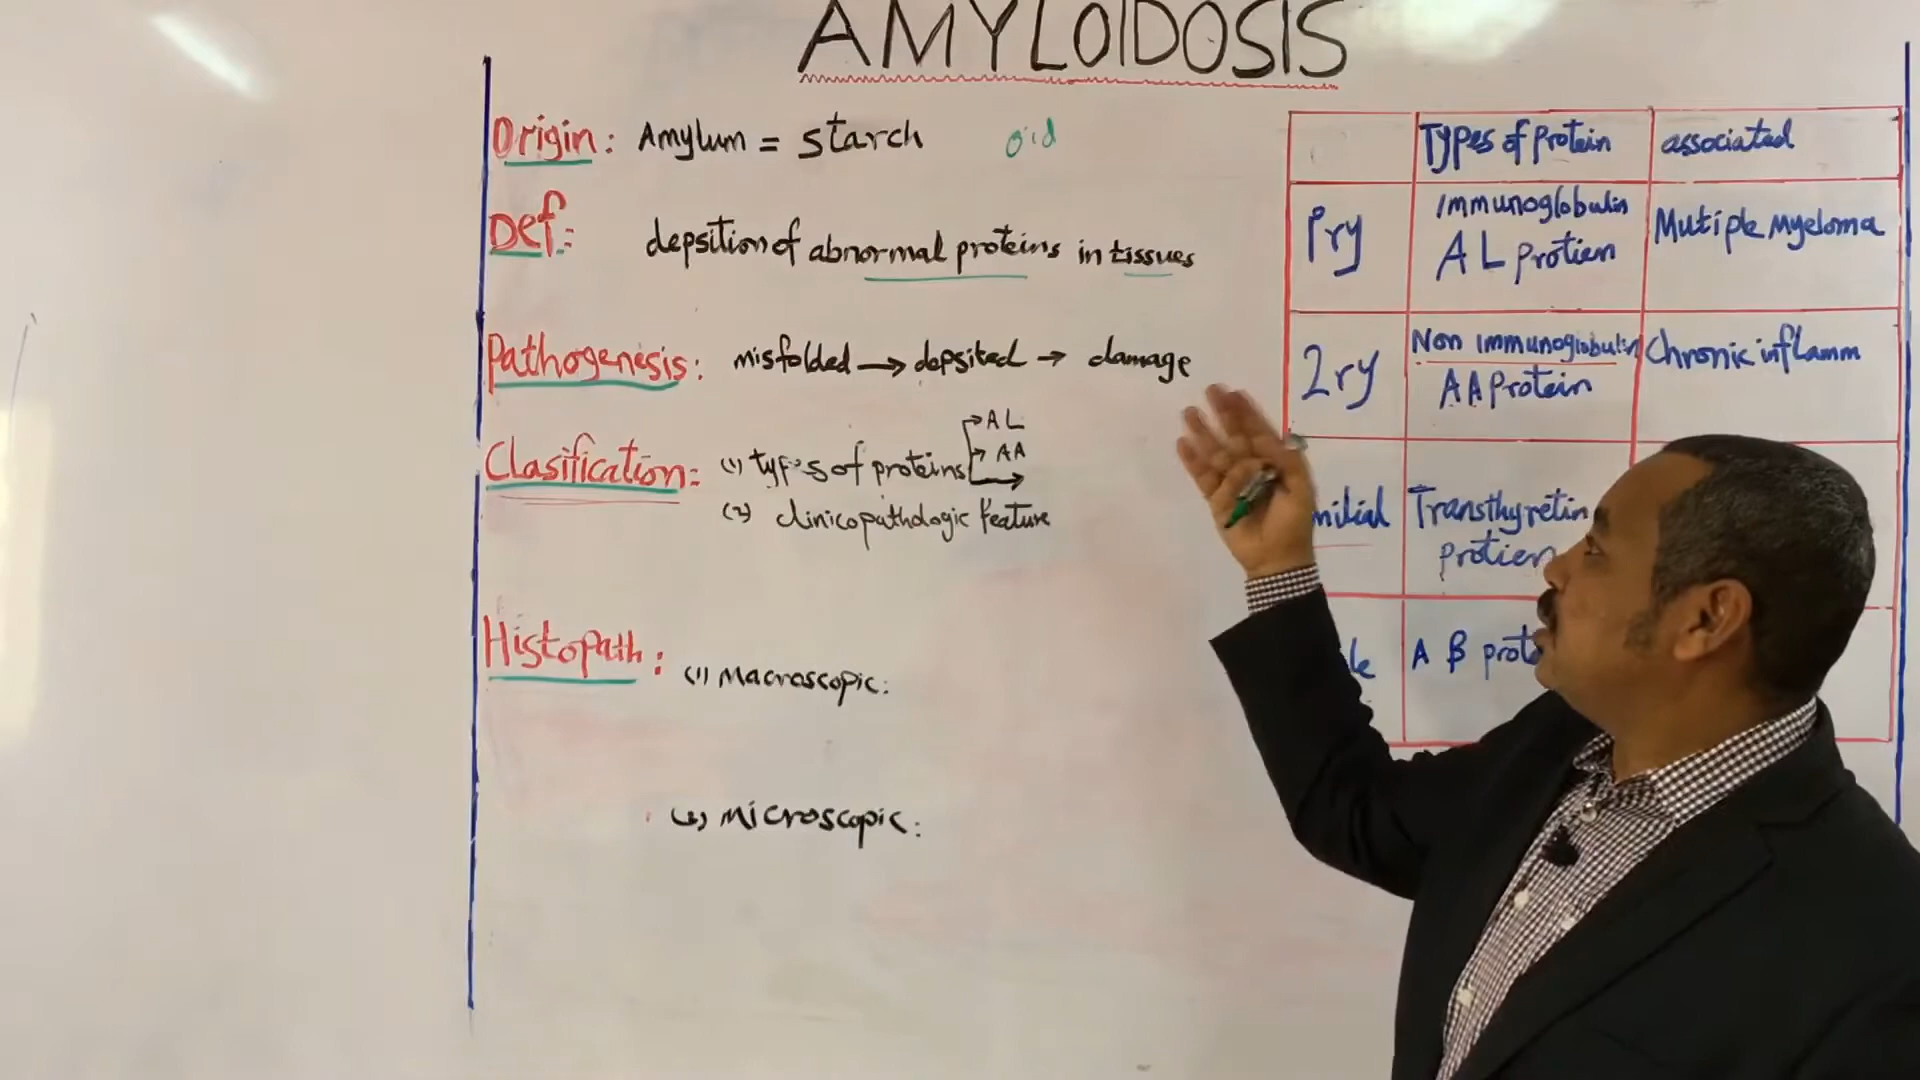 AMYLOIDOSIS
Origin: Amylum = starch oid
Def: depsition of abnormal proteins in tissues
Pathogenesis: misfolded → depsited → damage
Clasification: (1) types of proteins → AL
→ AA
→
(2) clinicopathologic feature
Histopath:
(1) Macroscopic:
(2) Microscopic:
Types of protein associated
Pry Immunoglobulin Mutiple Myeloma
AL protien
2ry Non immunoglobulin Chronic inflamm
AA Protein
milial Transthyretin
protien
A β prote